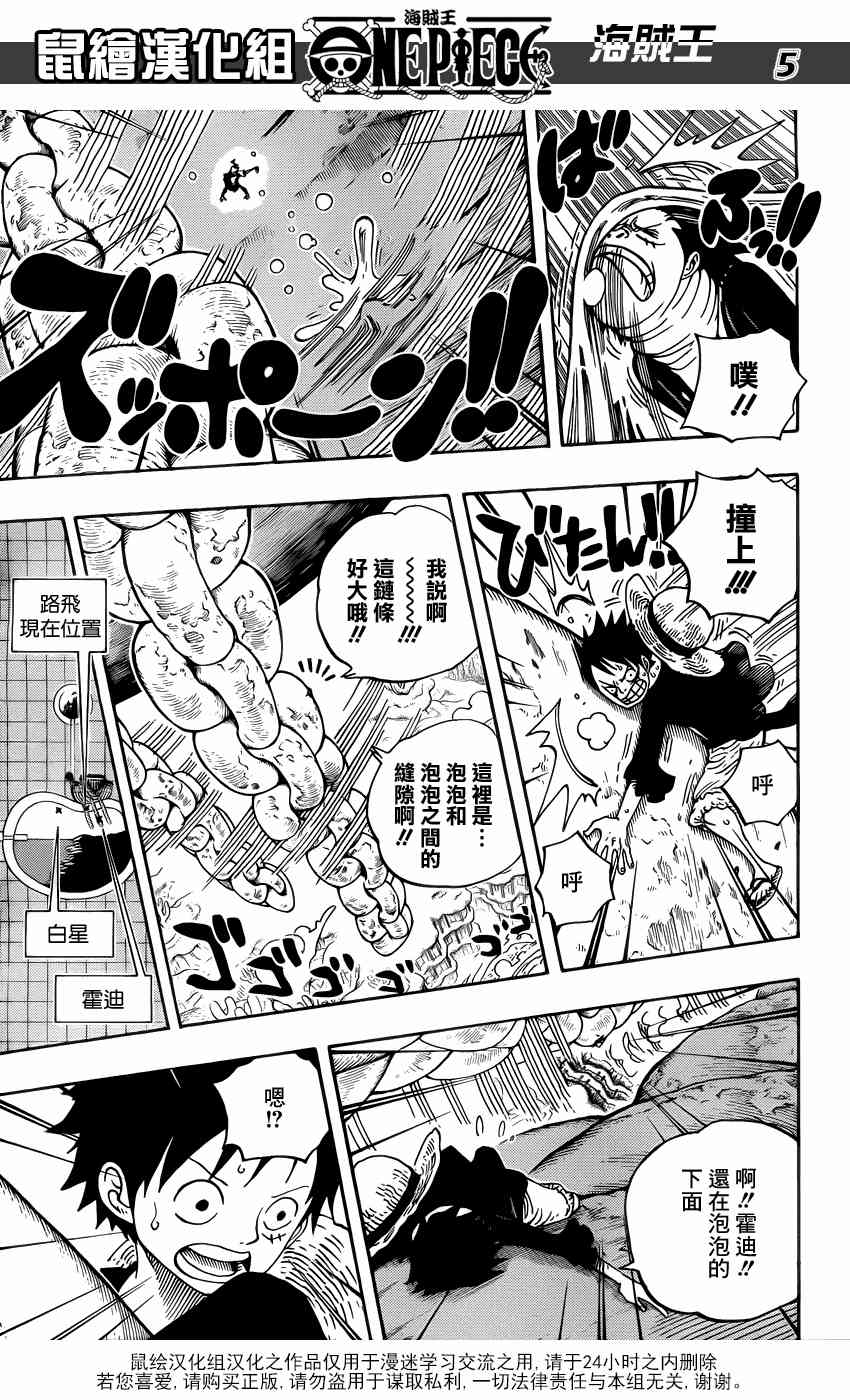 鼠繪漢化組
海賊王
ONE PIECE
海賊王
5
ばふっ!!!
噗!!
ズッポーン!!!
撞上!!!
びたん!!
呼
呼
我説啊
〜〜〜!!!
這鏈條
好大哦!!
這裡是…
泡泡和
泡泡之間的
縫隙啊!!
ゴゴゴゴゴ
路飛
現在位置
白星
霍迪
啊!!霍迪!!
還在泡泡的
下面
嗯!?
鼠绘汉化组汉化之作品仅用于漫迷学习交流之用, 请于24小时之内删除
若您喜爱, 请购买正版, 请勿用于谋取私利, 一切法律责任与本组无关, 谢谢。